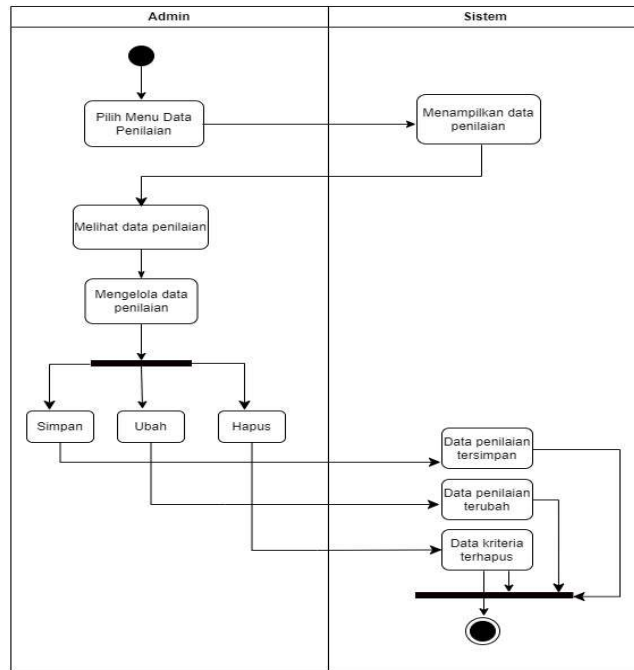 Admin
Sistem
Pilih Menu Data
Penilaian
Menampilkan data
penilaian
Melihat data penilaian
Mengelola data
penilaian
Simpan
Ubah
Hapus
Data penilaian
tersimpan
Data penilaian
terubah
Data kriteria
terhapus